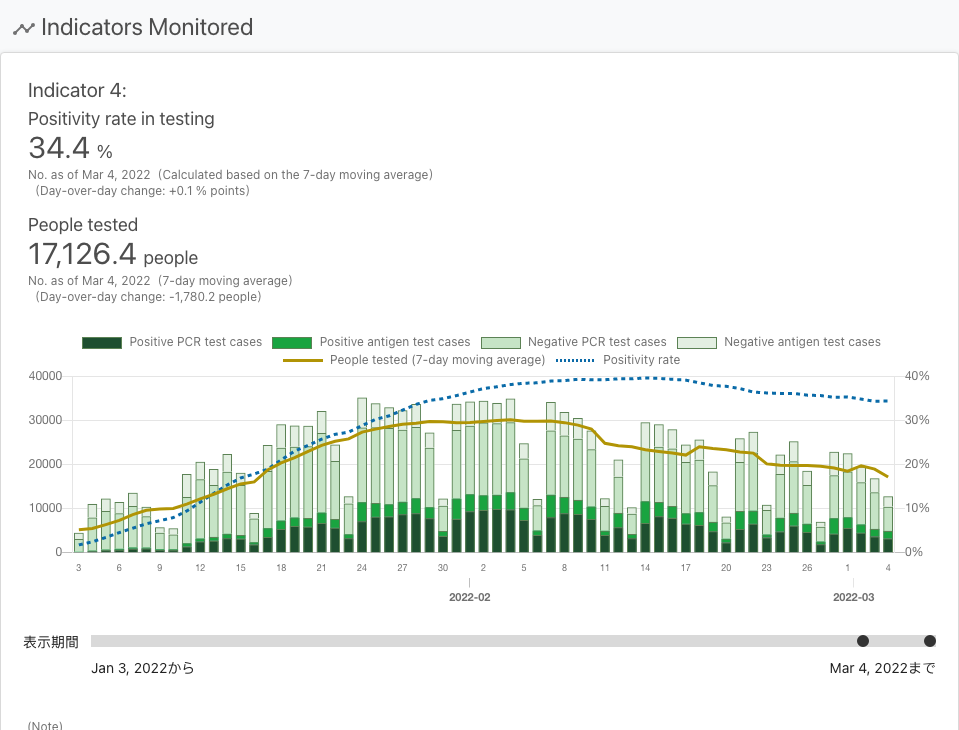 Indicators Monitored
Indicator 4:
Positivity rate in testing
34.4 %
No. as of Mar 4, 2022 (Calculated based on the 7-day moving average)
(Day-over-day change: +0.1 % points)
People tested
17,126.4 people
No. as of Mar 4, 2022 (7-day moving average)
(Day-over-day change: -1,780.2 people)
Positive PCR test cases Positive antigen test cases Negative PCR test cases Negative antigen test cases
People tested (7-day moving average) Positivity rate
40000 40%
30000 30%
20000 20%
10000 10%
0 0%
3 6 9 12 15 18 21 24 27 30 2 5 8 11 14 17 20 23 26 1 4
2022-02 2022-03
表示期間
Jan 3, 2022から Mar 4, 2022まで
(Note)